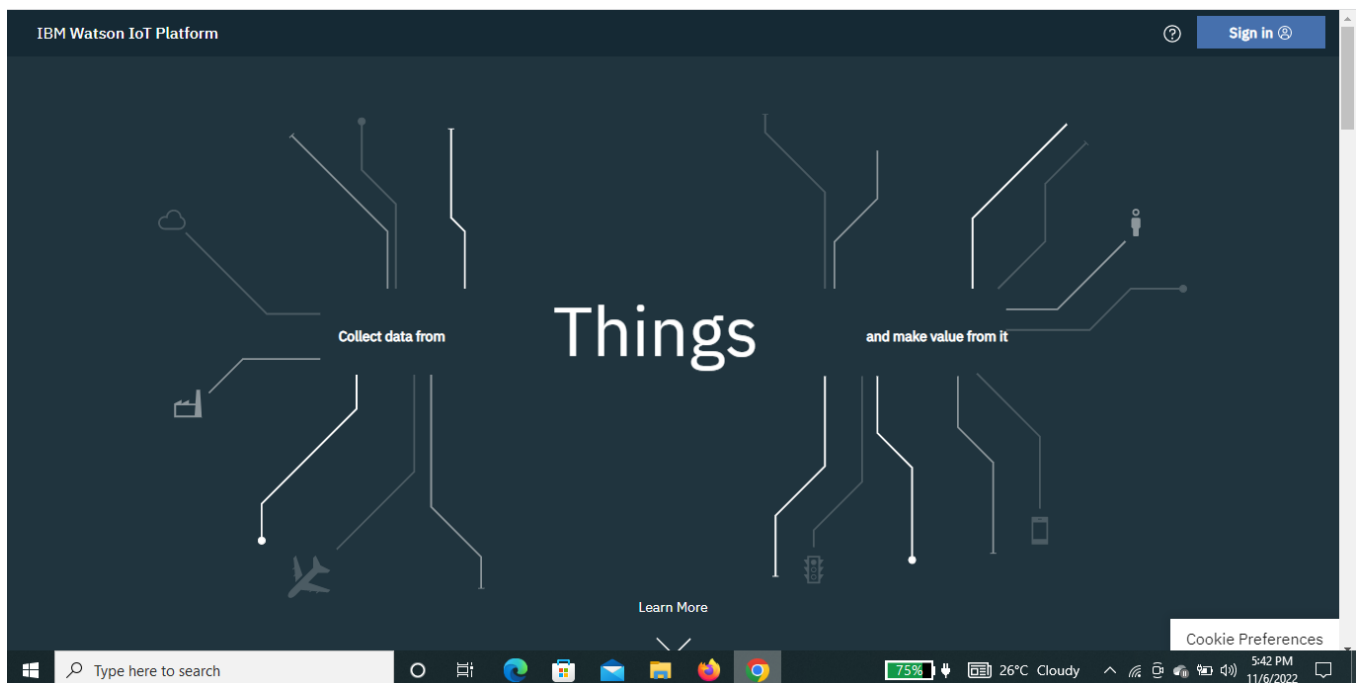 IBM Watson IoT Platform
Sign in
Collect data from
Things
and make value from it
Learn More
Cookie Preferences
Type here to search
75%
26°C Cloudy
5:42 PM
11/6/2022